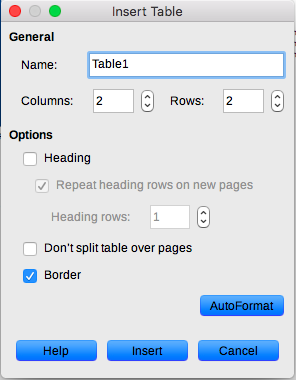 Insert Table
General
Name: Table1
Columns: 2 Rows: 2
Options
Heading
Repeat heading rows on new pages
Heading rows: 1
Don't split table over pages
Border
AutoFormat
Help Insert Cancel